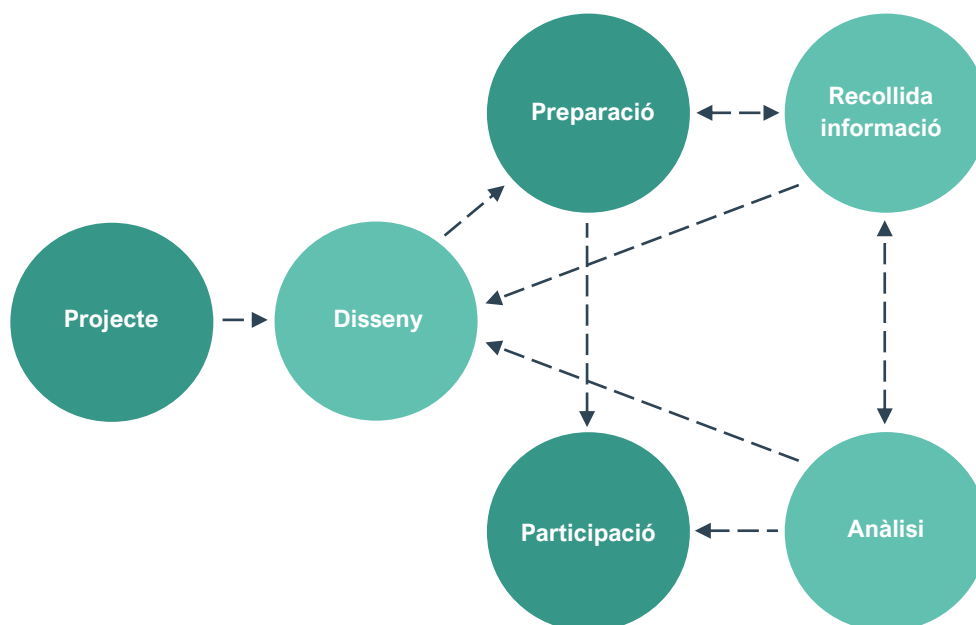 Preparació
Recollida
informació
Projecte
Disseny
Participació
Anàlisi